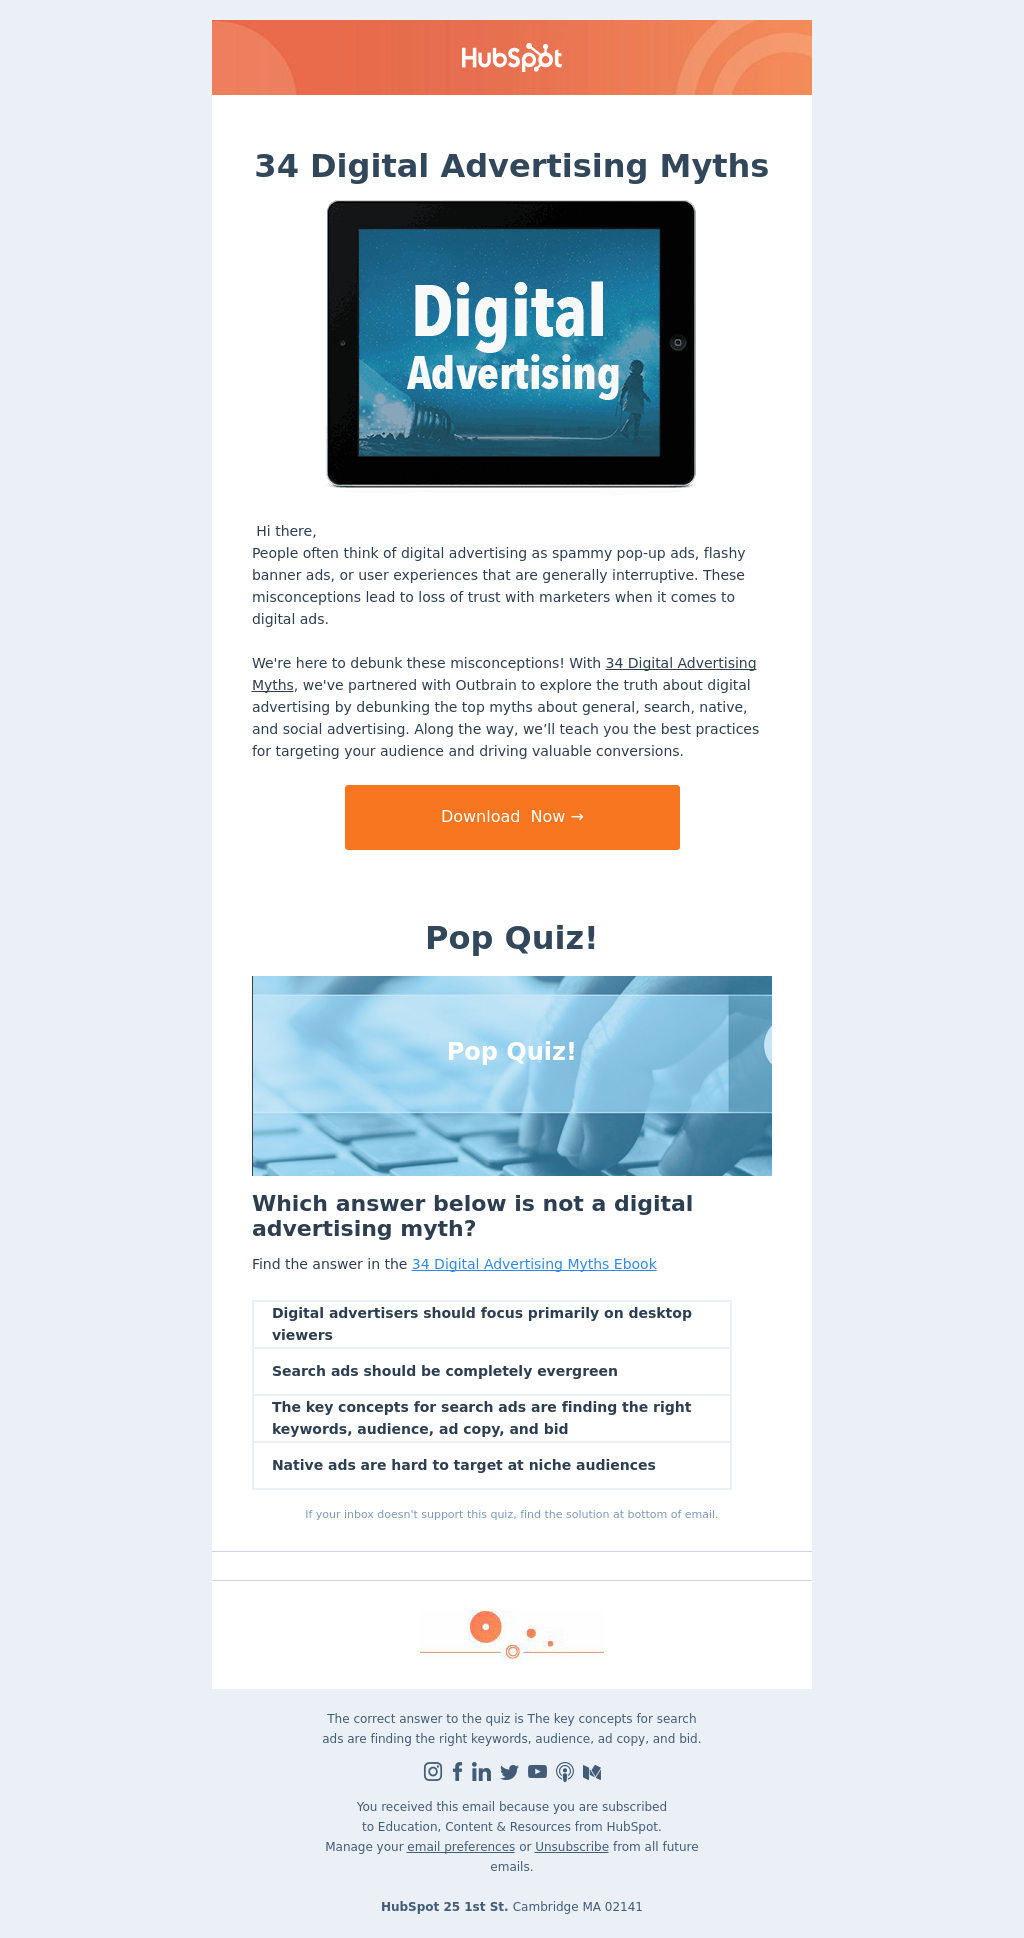 HubSpot
34 Digital Advertising Myths
Digital
Advertising
Hi there,
People often think of digital advertising as spammy pop-up ads, flashy
banner ads, or user experiences that are generally interruptive. These
misconceptions lead to loss of trust with marketers when it comes to
digital ads.
We're here to debunk these misconceptions! With 34 Digital Advertising
Myths, we've partnered with Outbrain to explore the truth about digital
advertising by debunking the top myths about general, search, native,
and social advertising. Along the way, we’ll teach you the best practices
for targeting your audience and driving valuable conversions.
Download  Now →
Pop Quiz!
Pop Quiz!
Which answer below is not a digital
advertising myth?
Find the answer in the 34 Digital Advertising Myths Ebook
Digital advertisers should focus primarily on desktop
viewers
Search ads should be completely evergreen
The key concepts for search ads are finding the right
keywords, audience, ad copy, and bid
Native ads are hard to target at niche audiences
If your inbox doesn't support this quiz, find the solution at bottom of email.
The correct answer to the quiz is The key concepts for search
ads are finding the right keywords, audience, ad copy, and bid.
You received this email because you are subscribed
to Education, Content & Resources from HubSpot.
Manage your email preferences or Unsubscribe from all future
emails.
HubSpot 25 1st St. Cambridge MA 02141